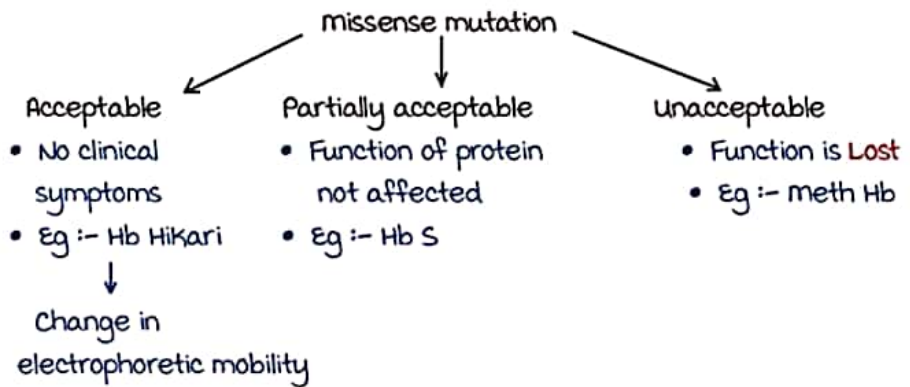 missense mutation
Acceptable
• No clinical
symptoms
• Eg :- Hb Hikari
Change in
electrophoretic mobility
Partially acceptable
• Function of protein
not affected
• Eg :- Hb S
unacceptable
• Function is Lost
• Eg :- meth Hb